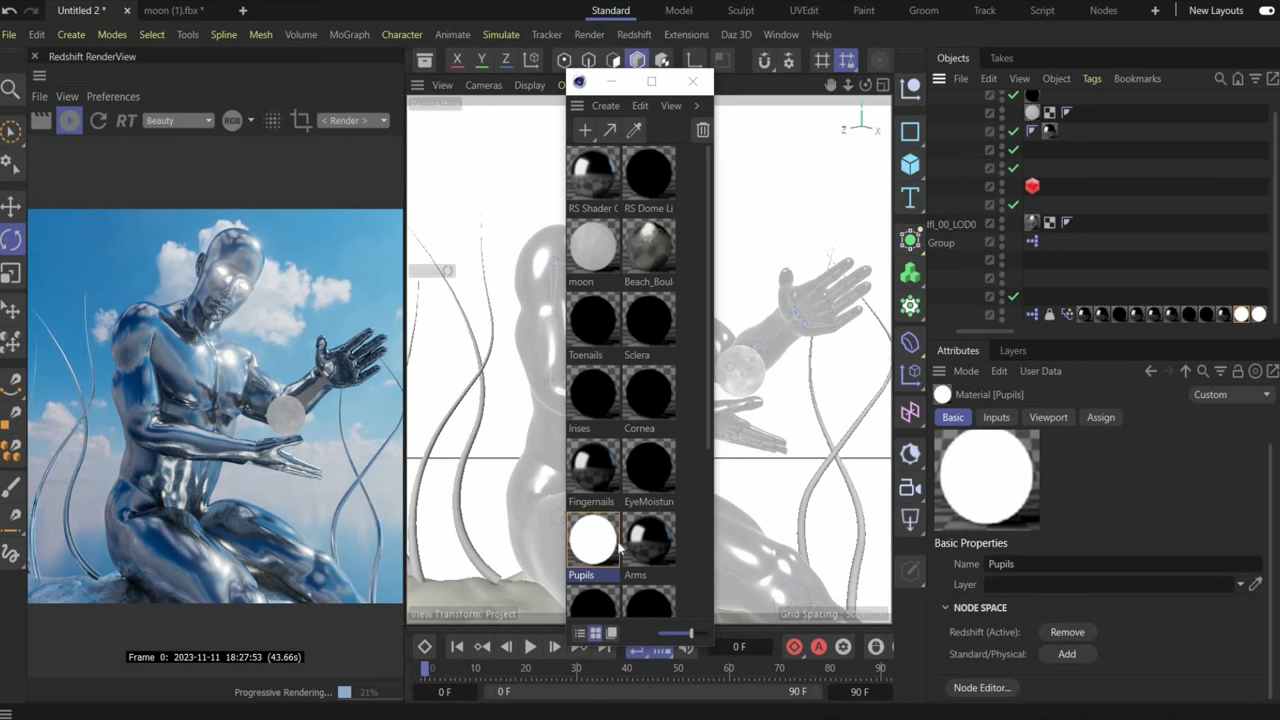 Untitled 2 *
moon (1).fbx *
Standard
Model
Sculpt
UVEdit
Paint
Groom
Track
Script
Nodes
New Layouts
File
Edit
Create
Modes
Select
Tools
Spline
Mesh
Volume
MoGraph
Character
Animate
Simulate
Tracker
Render
Redshift
Extensions
Daz 3D
Window
Help
Redshift RenderView
File
View
Preferences
RT
Beauty
RGB
< Render >
Frame 0: 2023-11-11 18:27:53 (43.66s)
Progressive Rendering...
21%
X
Y
Z
View
Cameras
Display
Perspective
Y
Z
X
View Transform: Project
Create
Edit
View
RS Shader
RS Dome Li
moon
Beach_Boul
Toenails
Sclera
Irises
Cornea
Fingernails
EyeMoistur
Pupils
Arms
0 F
0
10
20
30
40
50
60
70
80
90
0 F
0 F
90 F
90 F
T
Objects
Takes
File
Edit
View
Object
Tags
Bookmarks
lfi_00_LOD0
Group
Attributes
Layers
Mode
Edit
User Data
Material [Pupils]
Custom
Basic
Inputs
Viewport
Assign
Basic Properties
Name
Pupils
Layer
NODE SPACE
Redshift (Active):
Remove
Standard/Physical:
Add
Node Editor...